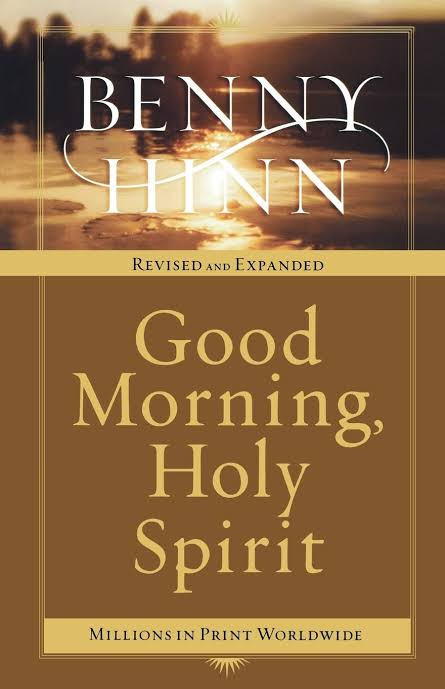 BENNY
HINN
REVISED AND EXPANDED
Good
Morning,
Holy
Spirit
MILLIONS IN PRINT WORLDWIDE